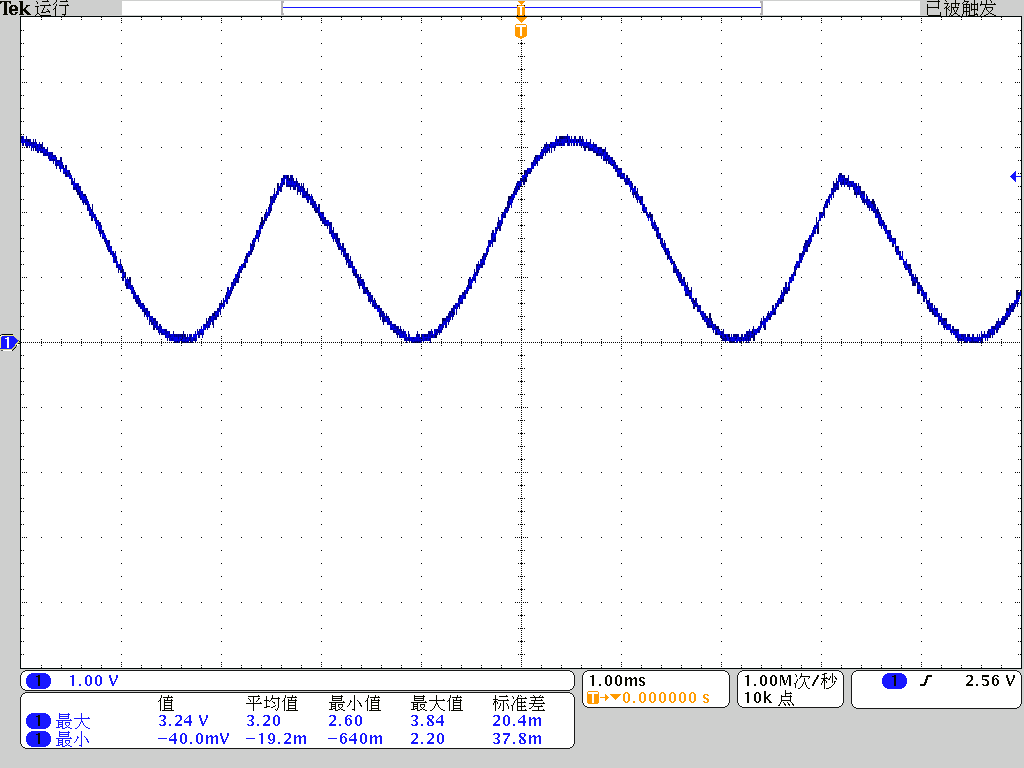 Tek 运行 T 已被触发
T
1
1 1.00 V 1.00ms 1.00M次/秒 1 2.56 V
T→▼0.000000 s 10k 点
值 平均值 最小值 最大值 标准差
1 最大 3.24 V 3.20 2.60 3.84 20.4m
1 最小 −40.0mV −19.2m −640m 2.20 37.8m